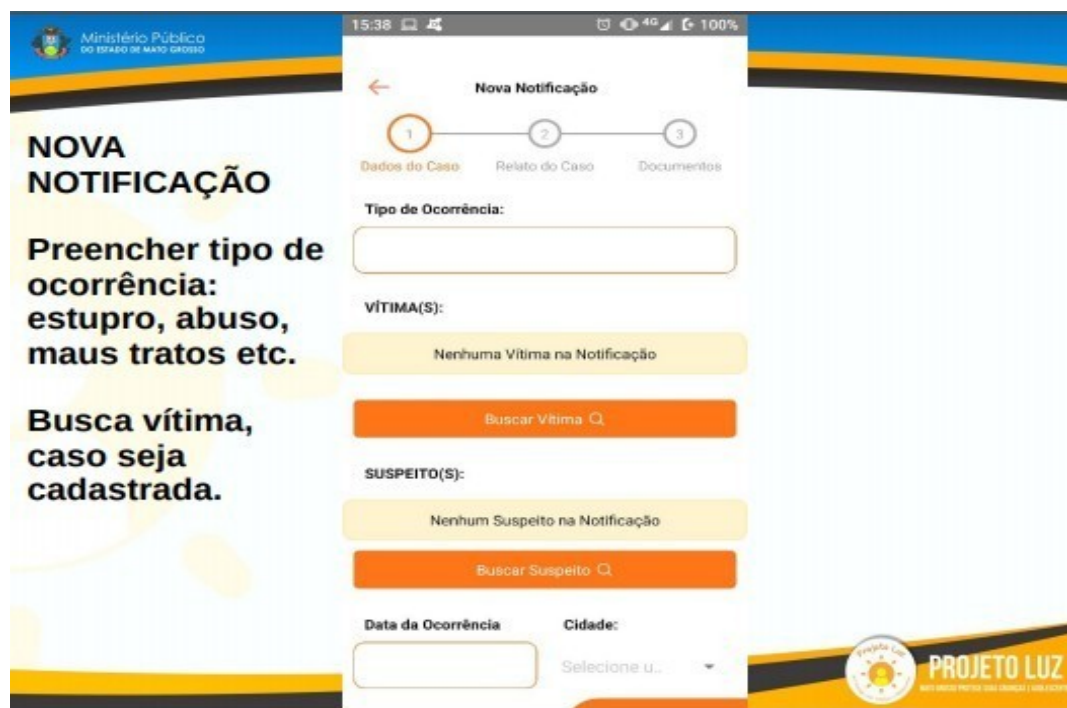 Ministério Público
DO ESTADO DE MATO GROSSO
NOVA
NOTIFICAÇÃO
Preencher tipo de
ocorrência:
estupro, abuso,
maus tratos etc.
Busca vítima,
caso seja
cadastrada.
15:38
4G 100%
Nova Notificação
1 2 3
Dados do Caso Relato do Caso Documentos
Tipo de Ocorrência:
VÍTIMA(S):
Nenhuma Vítima na Notificação
Buscar Vítima
SUSPEITO(S):
Nenhum Suspeito na Notificação
Buscar Suspeito
Data da Ocorrência Cidade:
Selecione u...
Projeto Luz
PROJETO LUZ